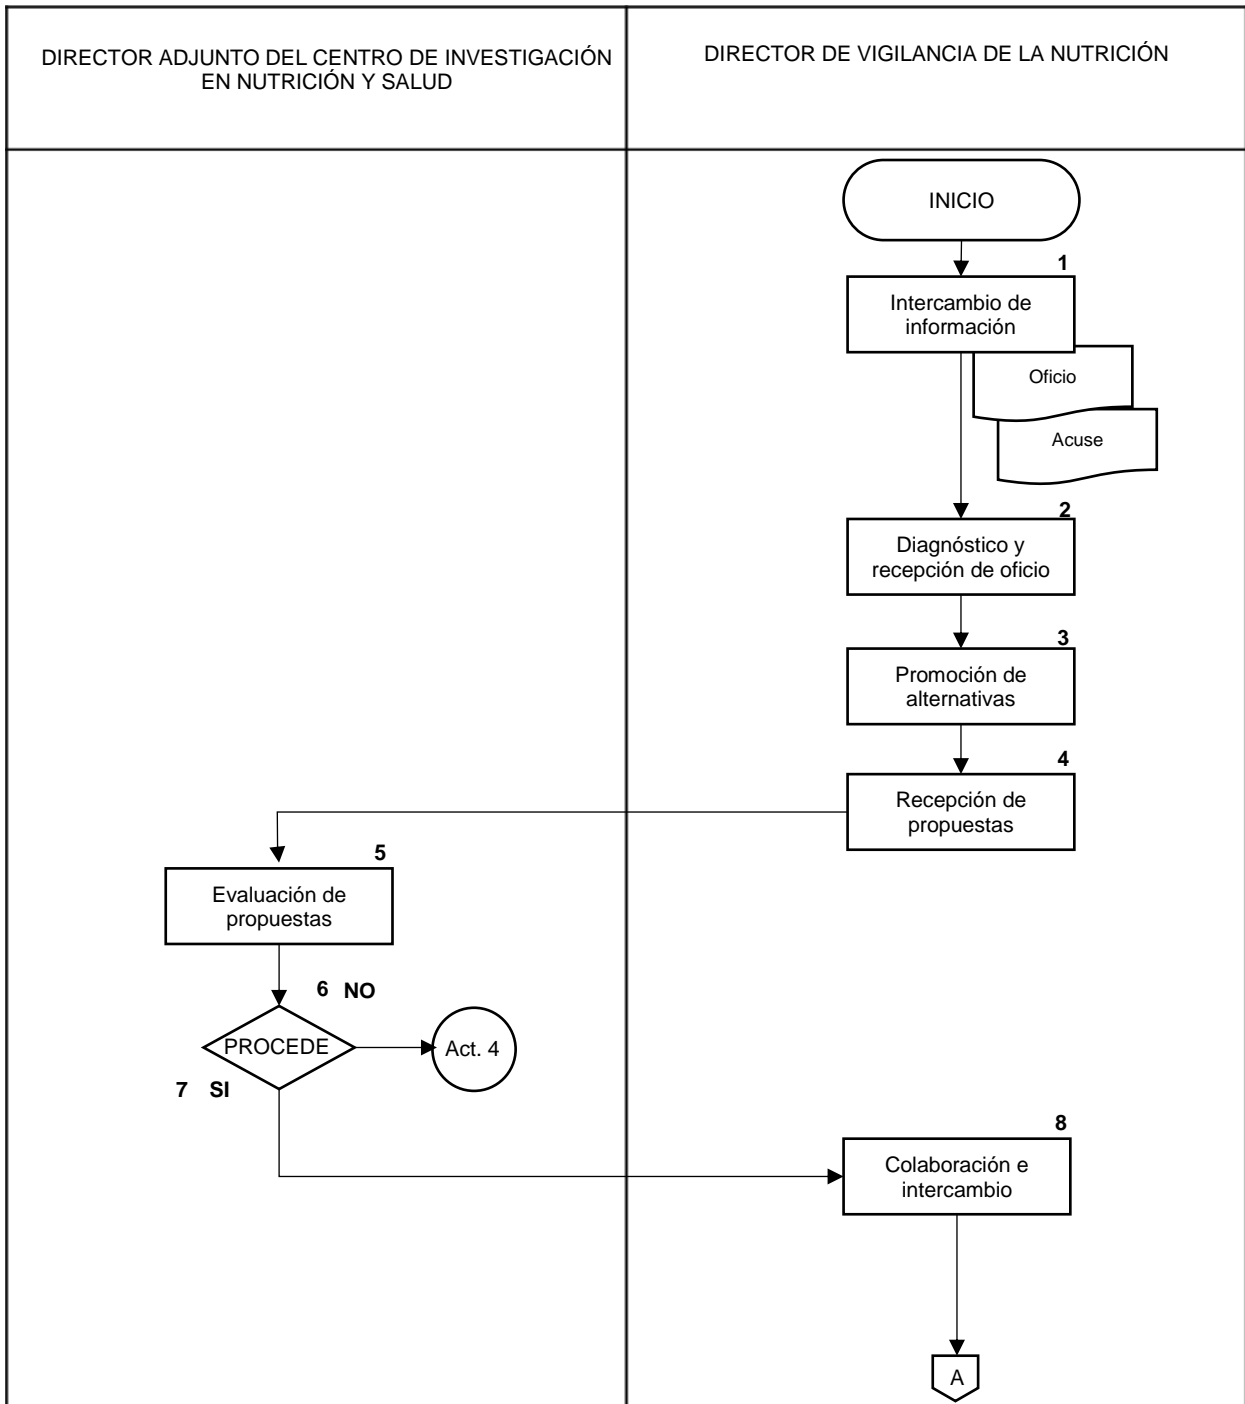 DIRECTOR ADJUNTO DEL CENTRO DE INVESTIGACIÓN
EN NUTRICIÓN Y SALUD
DIRECTOR DE VIGILANCIA DE LA NUTRICIÓN
INICIO
1
Intercambio de
información
Oficio
Acuse
2
Diagnóstico y
recepción de oficio
3
Promoción de
alternativas
4
Recepción de
propuestas
5
Evaluación de
propuestas
6 NO
PROCEDE
Act. 4
7 SI
8
Colaboración e
intercambio
A